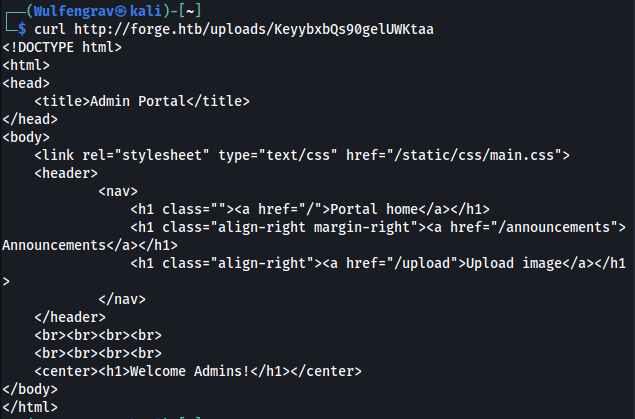 ┌──(Wulfengrav㉿kali)-[~]
└─$ curl http://forge.htb/uploads/KeyybxbQs90gelUWKtaa
<!DOCTYPE html>
<html>
<head>
    <title>Admin Portal</title>
</head>
<body>
    <link rel="stylesheet" type="text/css" href="/static/css/main.css">
    <header>
            <nav>
                <h1 class=""><a href="/">Portal home</a></h1>
                <h1 class="align-right margin-right"><a href="/announcements">
Announcements</a></h1>
                <h1 class="align-right"><a href="/upload">Upload image</a></h1
>
            </nav>
    </header>
    <br><br><br><br>
    <br><br><br><br>
    <center><h1>Welcome Admins!</h1></center>
</body>
</html>